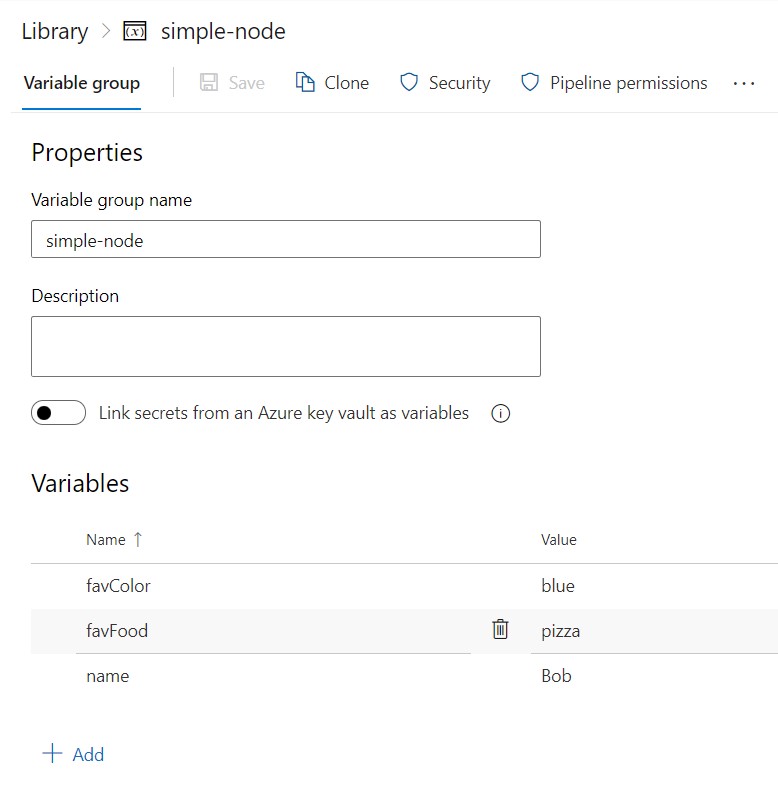 Library > (x) simple-node
Variable group Save Clone Security Pipeline permissions ...
Properties
Variable group name
simple-node
Description
Link secrets from an Azure key vault as variables
Variables
Name ↑ Value
favColor blue
favFood pizza
name Bob
+ Add